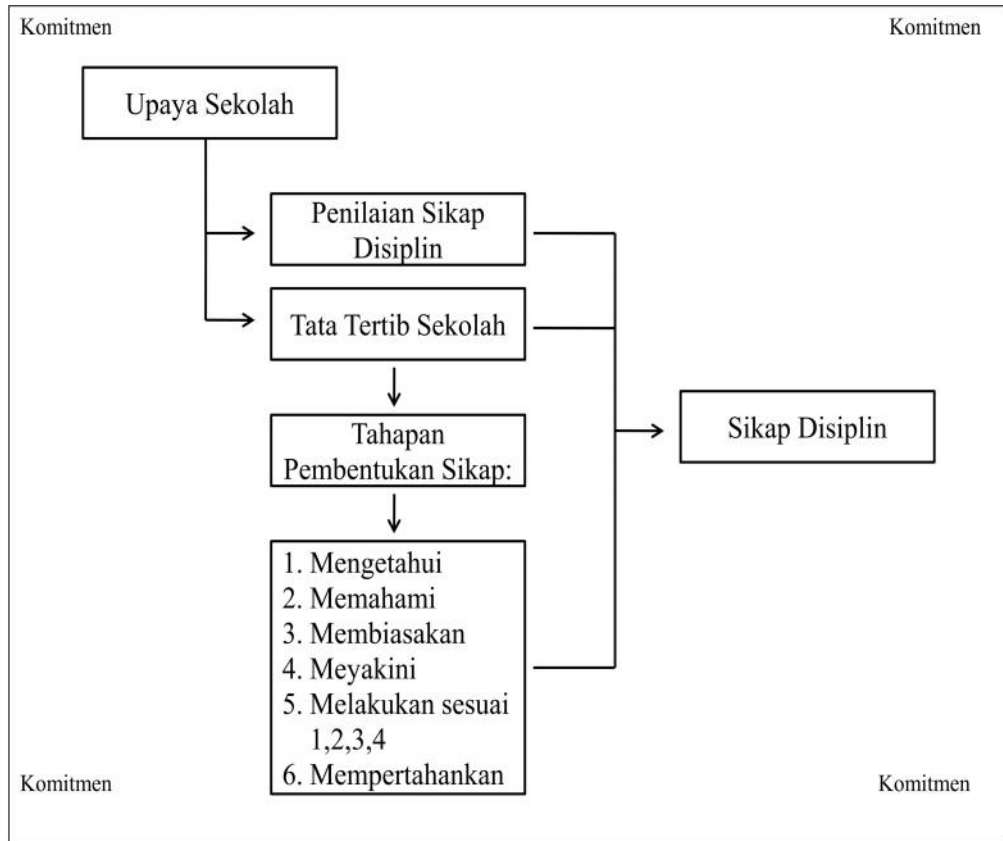 Komitmen
Komitmen
Upaya Sekolah
Penilaian Sikap
Disiplin
Tata Tertib Sekolah
Tahapan
Pembentukan Sikap:
Sikap Disiplin
1. Mengetahui
2. Memahami
3. Membiasakan
4. Meyakini
5. Melakukan sesuai
1,2,3,4
6. Mempertahankan
Komitmen
Komitmen